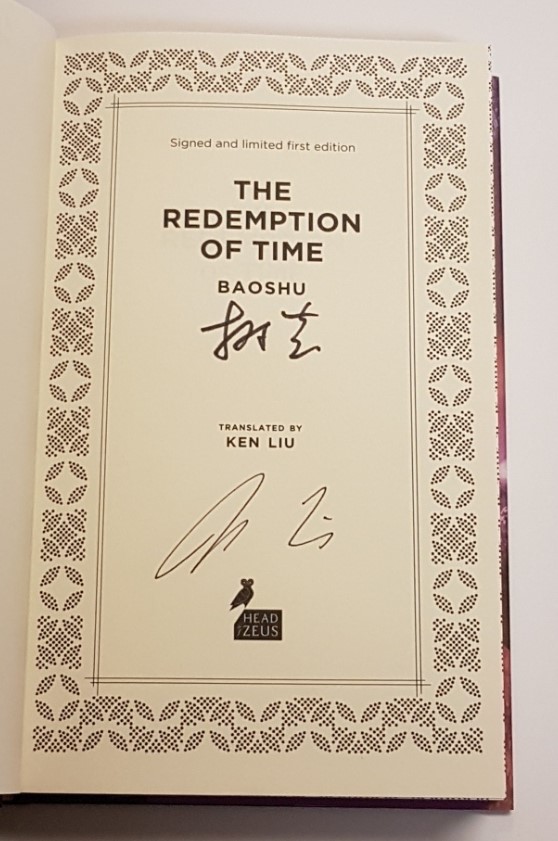 Signed and limited first edition
THE
REDEMPTION
OF TIME
BAOSHU
TRANSLATED BY
KEN LIU
HEAD
of ZEUS